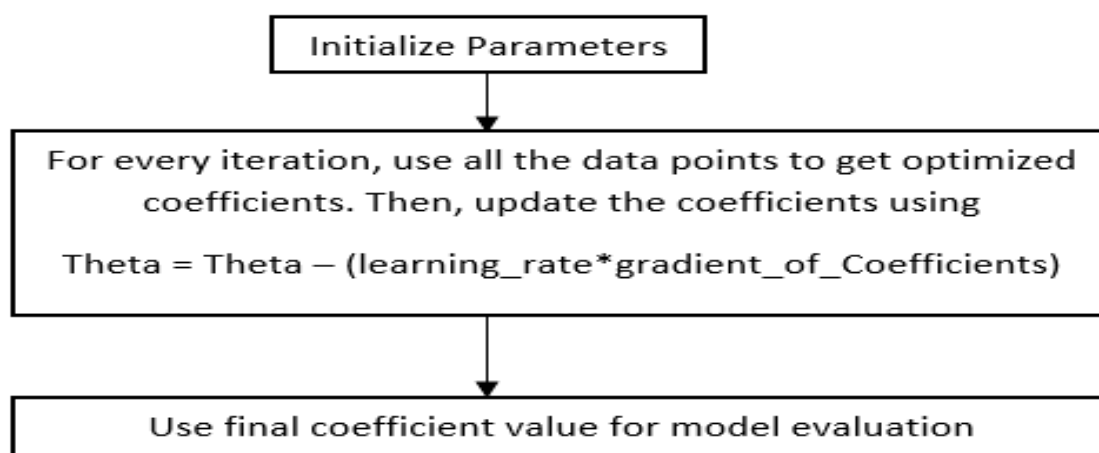 Initialize Parameters
For every iteration, use all the data points to get optimized
coefficients. Then, update the coefficients using
Theta = Theta – (learning_rate*gradient_of_Coefficients)
Use final coefficient value for model evaluation